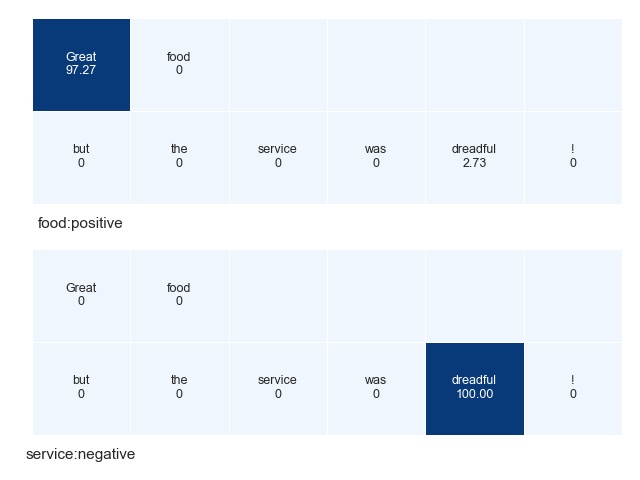 Great food
97.27 0
but the service was dreadful !
0 0 0 0 2.73 0
food:positive
Great food
0 0
but the service was dreadful !
0 0 0 0 100.00 0
service:negative